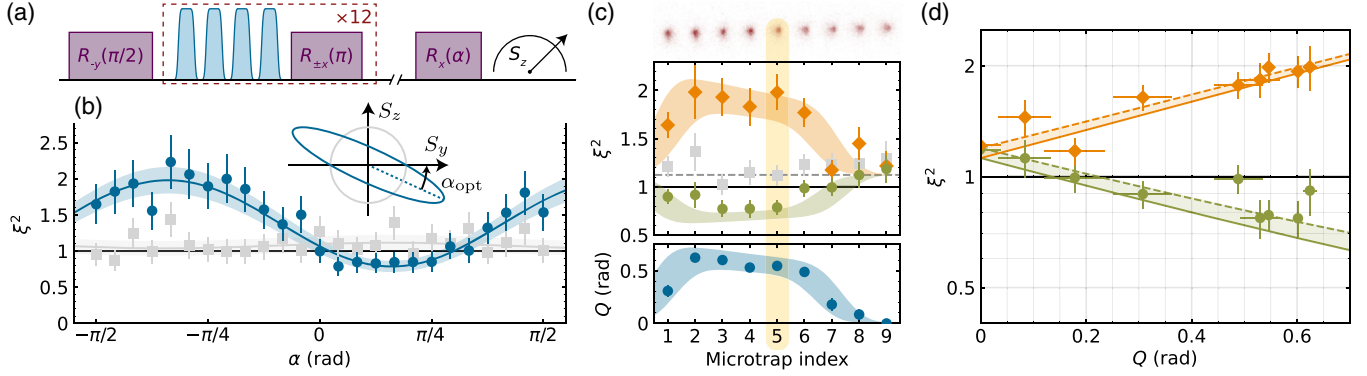 (a)
×12
R₋y(π/2)
R±x(π)
Rx(α)
Sz
(b)
2.5
2
1.5
1
0.5
0
ξ²
−π/2
−π/4
0
π/4
π/2
α (rad)
Sz
Sy
αopt
(c)
2
1.5
1
0.5
ξ²
0.5
0
Q (rad)
1 2 3 4 5 6 7 8 9
Microtrap index
(d)
2
1
0.5
ξ²
0
0.2
0.4
0.6
Q (rad)